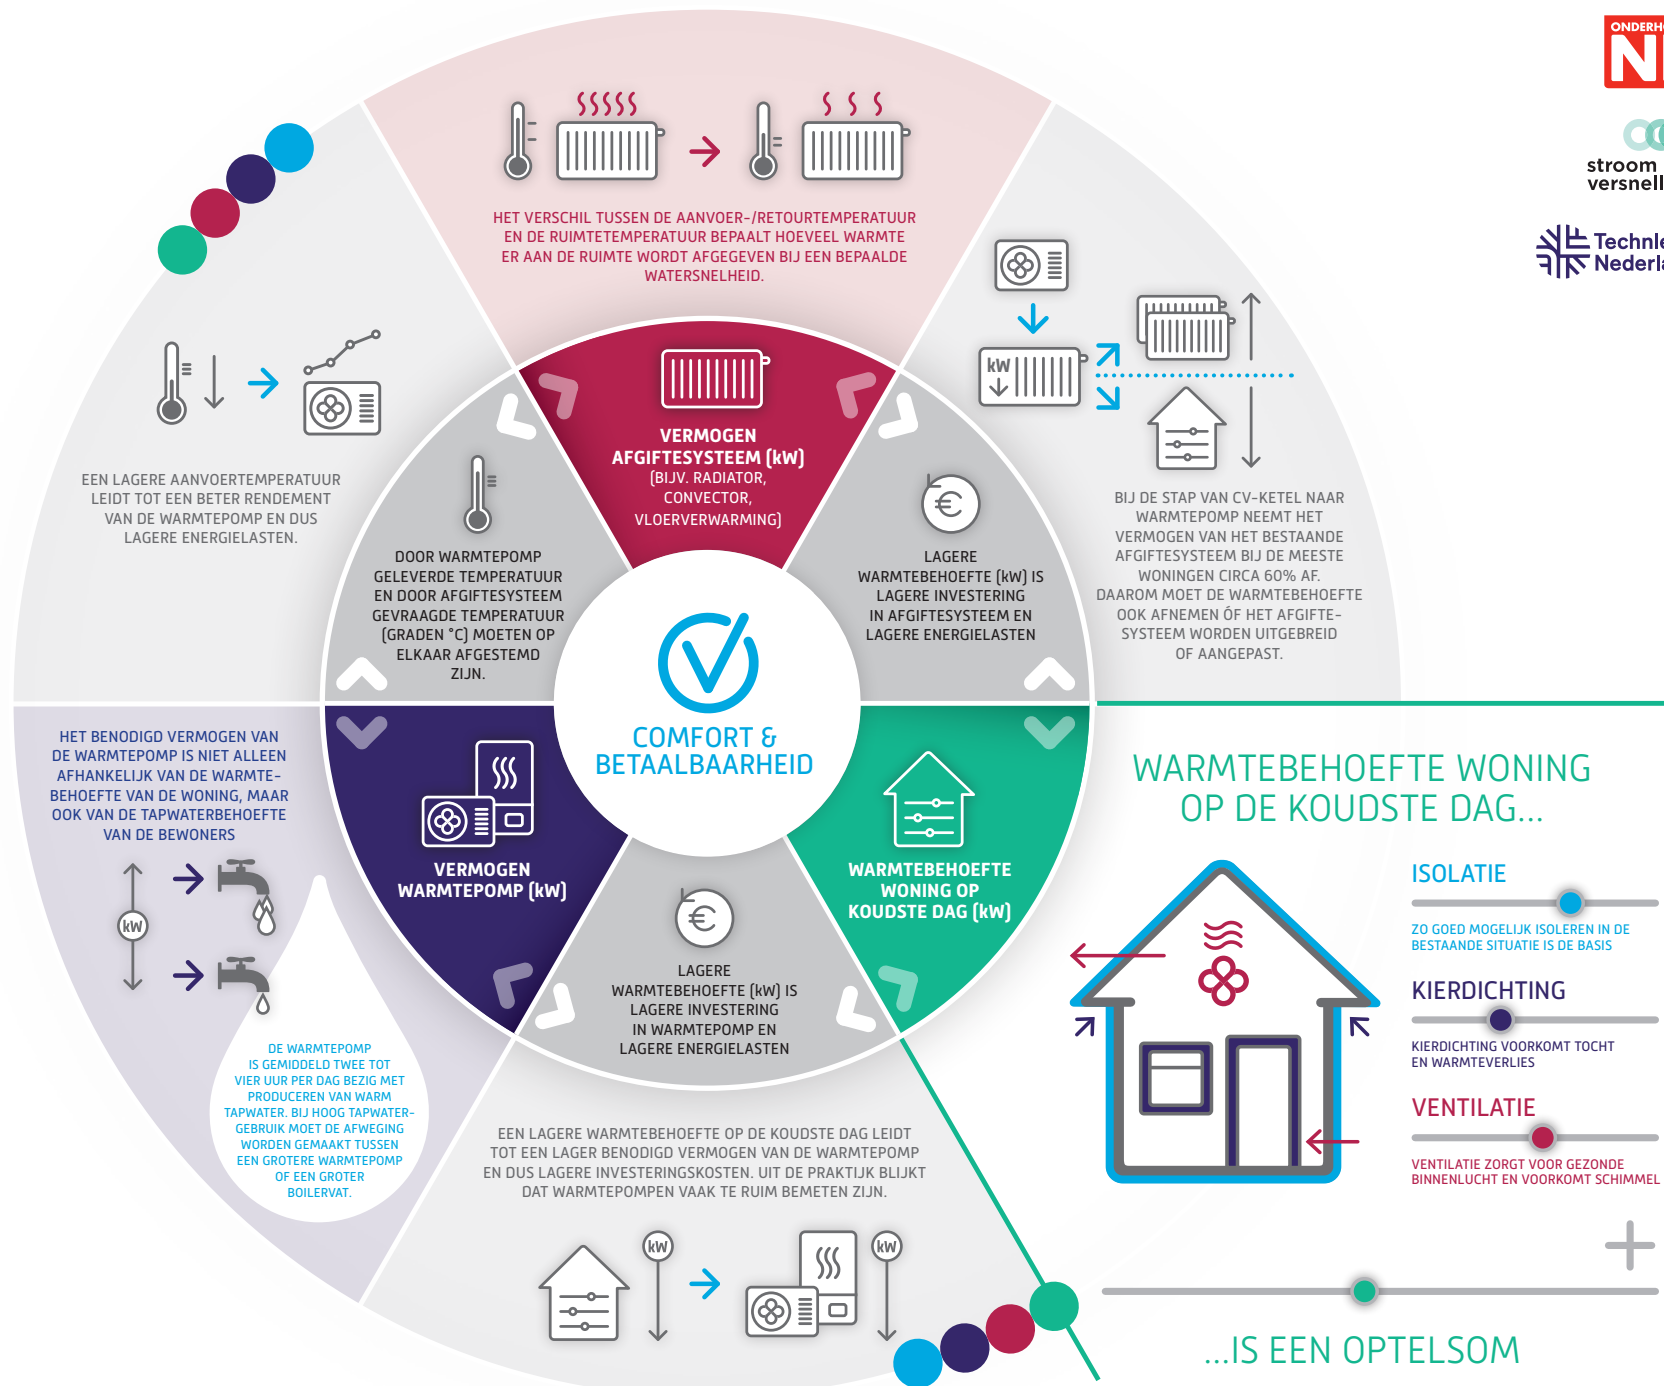 HET VERSCHIL TUSSEN DE AANVOER-/RETOURTEMPERATUUR
EN DE RUIMTETEMPERATUUR BEPAALT HOEVEEL WARMTE
ER AAN DE RUIMTE WORDT AFGEGEVEN BIJ EEN BEPAALDE
WATERSNELHEID.
stroom
EEN LAGERE AANVOERTEMPERATUUR
LEIDT TOT EEN BETER RENDEMENT
VAN DE WARMTEPOMP EN DUS
LAGERE ENERGIELASTEN.
kW
BIJ DE STAP VAN CV-KETEL NAAR
WARMTEPOMP NEEMT HET
VERMOGEN VAN HET BESTAANDE
AFGIFTESYSTEEM BIJ DE MEESTE
WONINGEN CIRCA 60% AF.
DAAROM MOET DE WARMTEBEHOEFTE
OOK AFNEMEN ÓF HET AFGIFTE-
SYSTEEM WORDEN UITGEBREID
OF AANGEPAST.
VERMOGEN
AFGIFTESYSTEEM (kW)
(BIJV. RADIATOR,
CONVECTOR,
VLOERVERWARMING)
DOOR WARMTEPOMP
GELEVERDE TEMPERATUUR
EN DOOR AFGIFTESYSTEEM
GEVRAAGDE TEMPERATUUR
(GRADEN °C) MOETEN OP
ELKAAR AFGESTEMD
ZIJN.
€
LAGERE
WARMTEBEHOEFTE (kW) IS
LAGERE INVESTERING
IN AFGIFTESYSTEEM EN
LAGERE ENERGIELASTEN
COMFORT &
BETAALBAARHEID
HET BENODIGD VERMOGEN VAN
DE WARMTEPOMP IS NIET ALLEEN
AFHANKELIJK VAN DE WARMTE-
BEHOEFTE VAN DE WONING, MAAR
OOK VAN DE TAPWATERBEHOEFTE
VAN DE BEWONERS
kW
VERMOGEN
WARMTEPOMP (kW)
WARMTEBEHOEFTE
WONING OP
KOUDSTE DAG (kW)
€
LAGERE
WARMTEBEHOEFTE (kW) IS
LAGERE INVESTERING
IN WARMTEPOMP EN
LAGERE ENERGIELASTEN
DE WARMTEPOMP
IS GEMIDDELD TWEE TOT
VIER UUR PER DAG BEZIG MET
PRODUCEREN VAN WARM
TAPWATER. BIJ HOOG TAPWATER-
GEBRUIK MOET DE AFWEGING
WORDEN GEMAAKT TUSSEN
EEN GROTERE WARMTEPOMP
OF EEN GROTER
BOILERVAT.
EEN LAGERE WARMTEBEHOEFTE OP DE KOUDSTE DAG LEIDT
TOT EEN LAGER BENODIGD VERMOGEN VAN DE WARMTEPOMP
EN DUS LAGERE INVESTERINGSKOSTEN. UIT DE PRAKTIJK BLIJKT
DAT WARMTEPOMPEN VAAK TE RUIM BEMETEN ZIJN.
kW
kW
WARMTEBEHOEFTE WONING
OP DE KOUDSTE DAG...
ISOLATIE
ZO GOED MOGELIJK ISOLEREN IN DE
BESTAANDE SITUATIE IS DE BASIS
KIERDICHTING
KIERDICHTING VOORKOMT TOCHT
EN WARMTEVERLIES
VENTILATIE
VENTILATIE ZORGT VOOR GEZONDE
BINNENLUCHT EN VOORKOMT SCHIMMEL
+
...IS EEN OPTELSOM